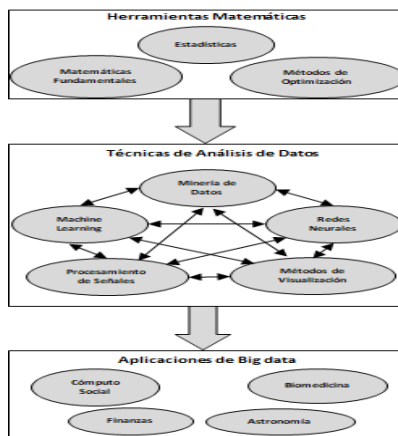 Herramientas Matemáticas
Estadísticas
Matemáticas
Fundamentales
Métodos de
Optimización
Técnicas de Análisis de Datos
Minería de
Datos
Machine
Learning
Redes
Neurales
Procesamiento
de Señales
Métodos de
Visualización
Aplicaciones de Big data
Cómputo
Social
Biomedicina
Finanzas
Astronomía